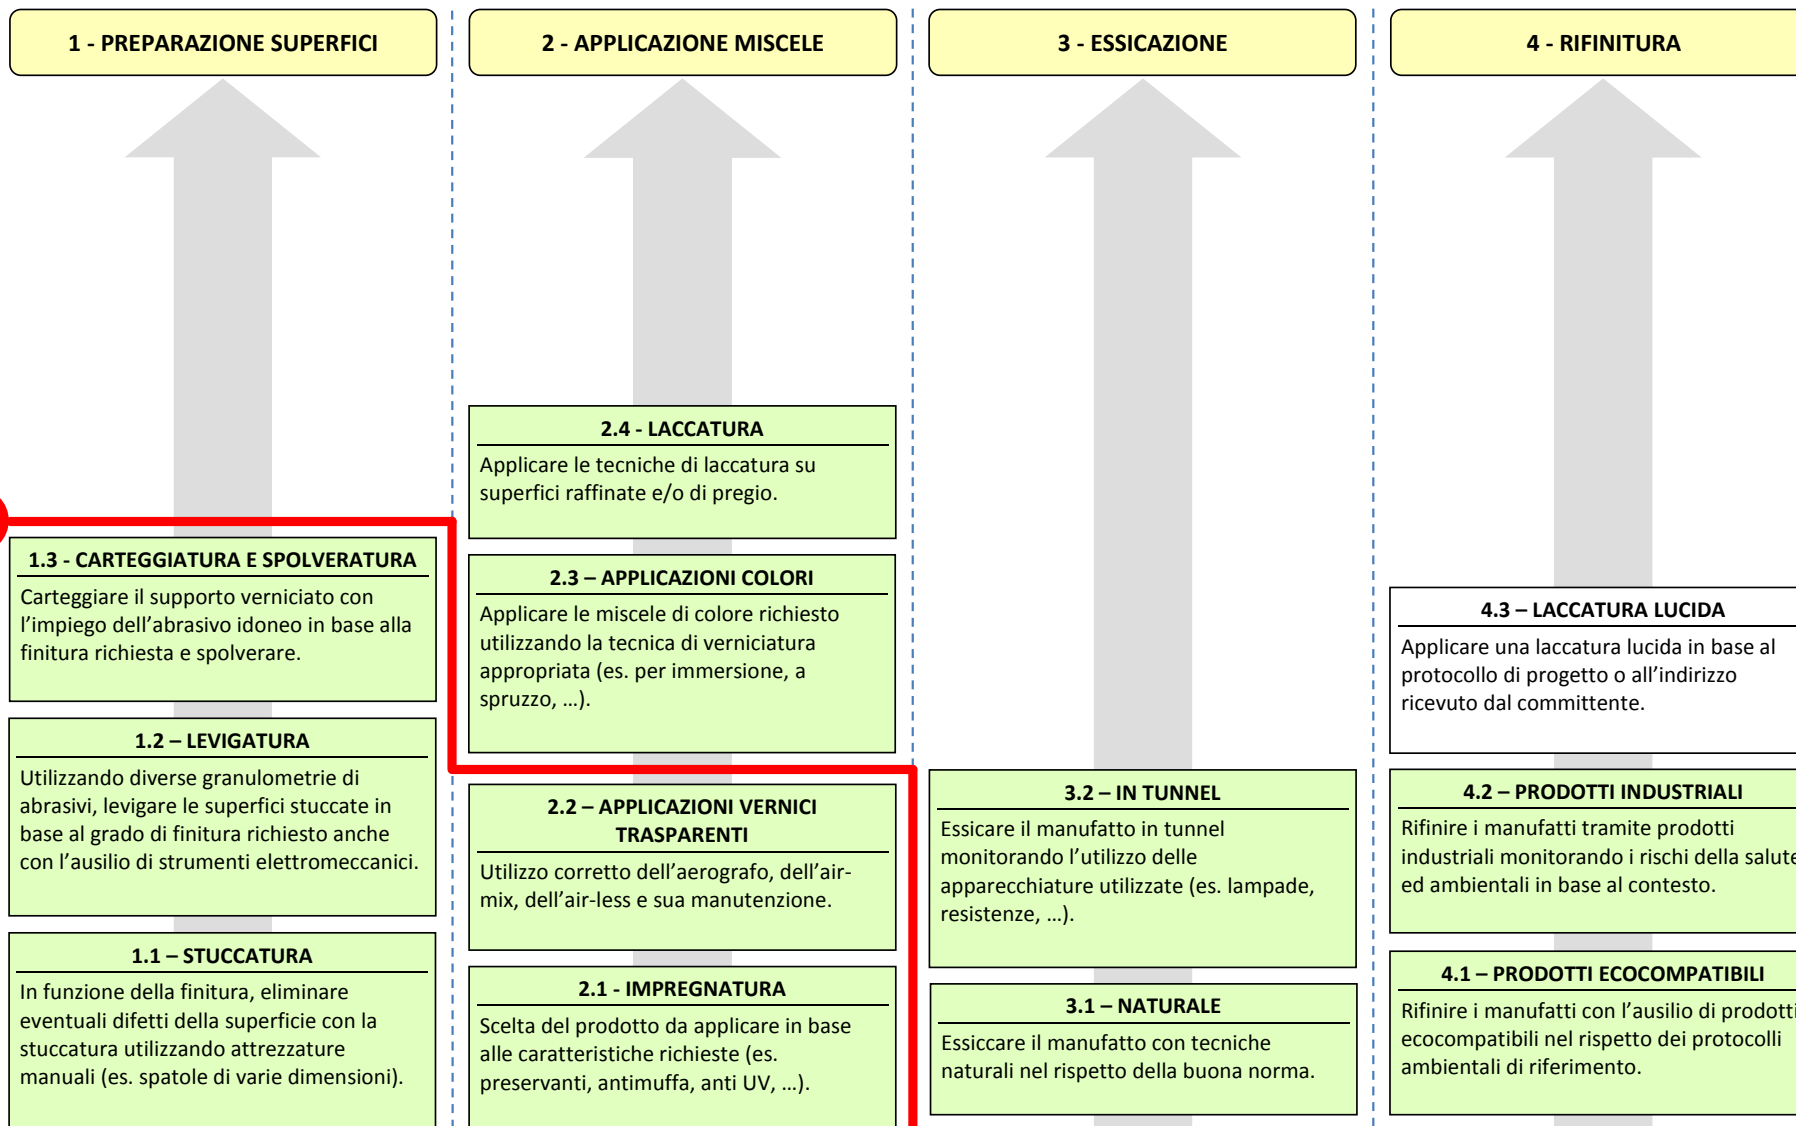 1 - PREPARAZIONE SUPERFICI
1.3 - CARTEGGIATURA E SPOLVERATURA
Carteggiare il supporto verniciato con
l’impiego dell’abrasivo idoneo in base alla
finitura richiesta e spolverare.
1.2 – LEVIGATURA
Utilizzando diverse granulometrie di
abrasivi, levigare le superfici stuccate in
base al grado di finitura richiesto anche
con l’ausilio di strumenti elettromeccanici.
1.1 – STUCCATURA
In funzione della finitura, eliminare
eventuali difetti della superficie con la
stuccatura utilizzando attrezzature
manuali (es. spatole di varie dimensioni).
2 - APPLICAZIONE MISCELE
2.4 - LACCATURA
Applicare le tecniche di laccatura su
superfici raffinate e/o di pregio.
2.3 – APPLICAZIONI COLORI
Applicare le miscele di colore richiesto
utilizzando la tecnica di verniciatura
appropriata (es. per immersione, a
spruzzo, …).
2.2 – APPLICAZIONI VERNICI
TRASPARENTI
Utilizzo corretto dell’aerografo, dell’air-
mix, dell’air-less e sua manutenzione.
2.1 - IMPREGNATURA
Scelta del prodotto da applicare in base
alle caratteristiche richieste (es.
preservanti, antimuffa, anti UV, …).
3 - ESSICAZIONE
3.2 – IN TUNNEL
Essicare il manufatto in tunnel
monitorando l’utilizzo delle
apparecchiature utilizzate (es. lampade,
resistenze, …).
3.1 – NATURALE
Essiccare il manufatto con tecniche
naturali nel rispetto della buona norma.
4 - RIFINITURA
4.3 – LACCATURA LUCIDA
Applicare una laccatura lucida in base al
protocollo di progetto o all’indirizzo
ricevuto dal committente.
4.2 – PRODOTTI INDUSTRIALI
Rifinire i manufatti tramite prodotti
industriali monitorando i rischi della salute
ed ambientali in base al contesto.
4.1 – PRODOTTI ECOCOMPATIBILI
Rifinire i manufatti con l’ausilio di prodotti
ecocompatibili nel rispetto dei protocolli
ambientali di riferimento.